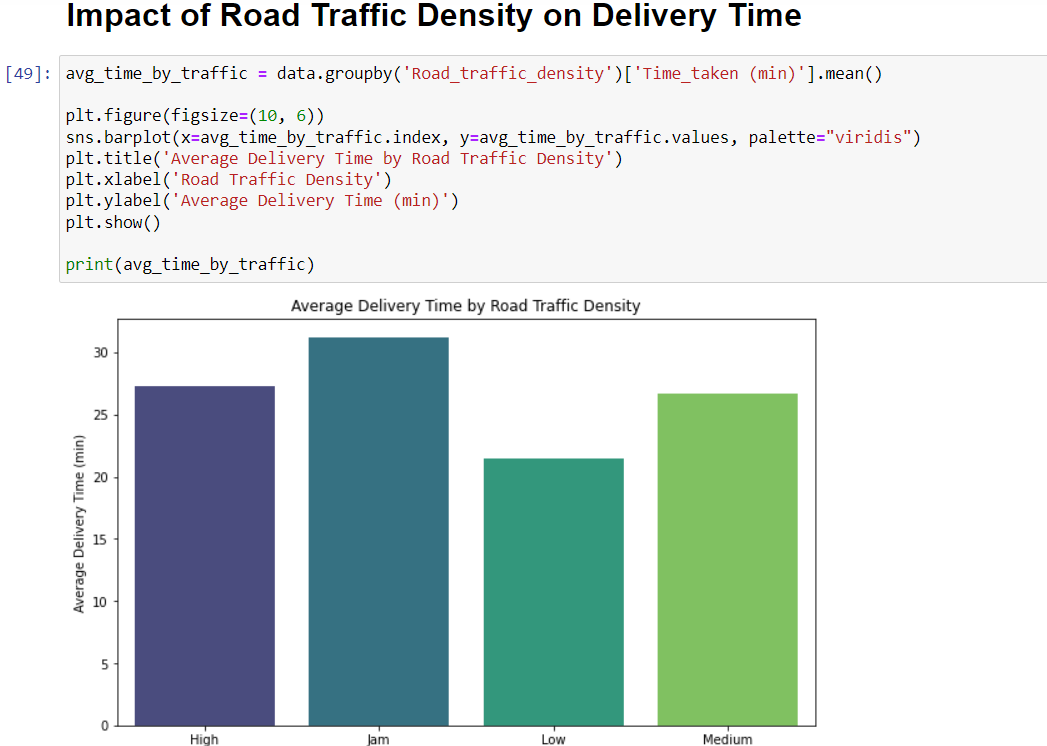 Impact of Road Traffic Density on Delivery Time
[49]: avg_time_by_traffic = data.groupby('Road_traffic_density')['Time_taken (min)'].mean()
plt.figure(figsize=(10, 6))
sns.barplot(x=avg_time_by_traffic.index, y=avg_time_by_traffic.values, palette="viridis")
plt.title('Average Delivery Time by Road Traffic Density')
plt.xlabel('Road Traffic Density')
plt.ylabel('Average Delivery Time (min)')
plt.show()
print(avg_time_by_traffic)
Average Delivery Time by Road Traffic Density
Average Delivery Time (min)
30
25
20
15
10
5
0
High Jam Low Medium